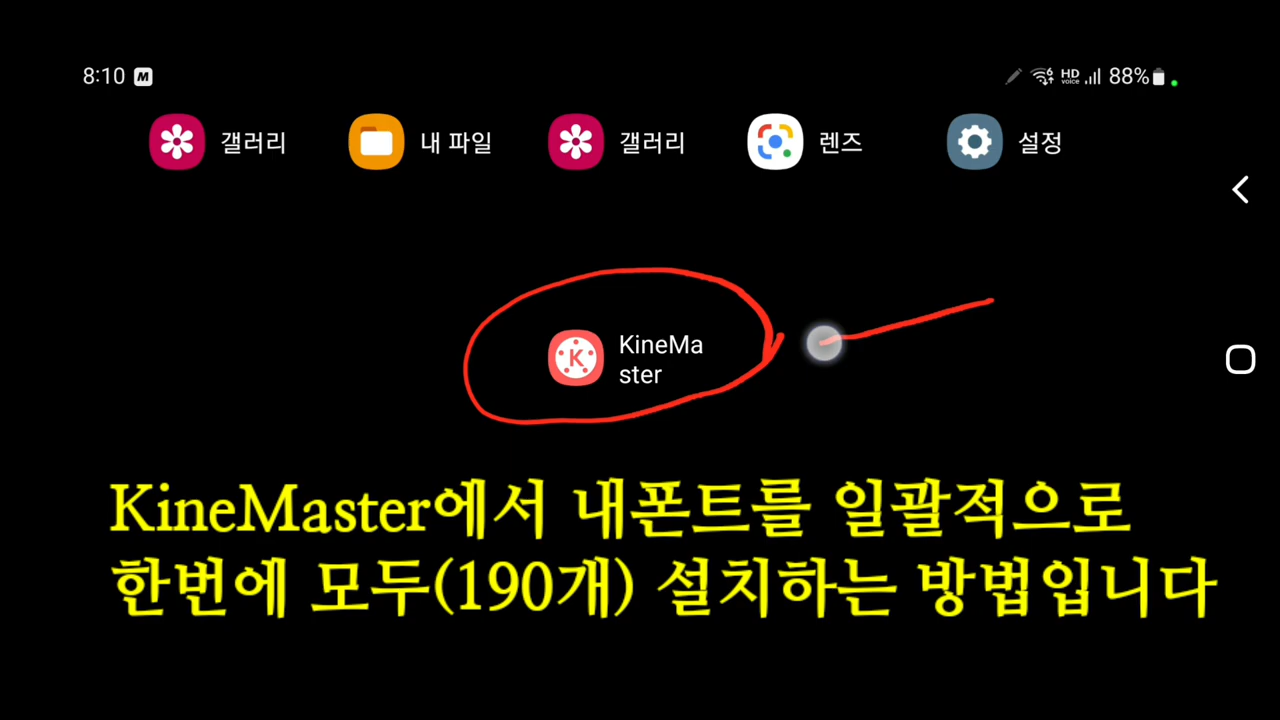 8:10 M
6 HD voice 88%
갤러리 내 파일 갤러리 렌즈 설정
K KineMa
ster
KineMaster에서 내폰트를 일괄적으로
한번에 모두(190개) 설치하는 방법입니다